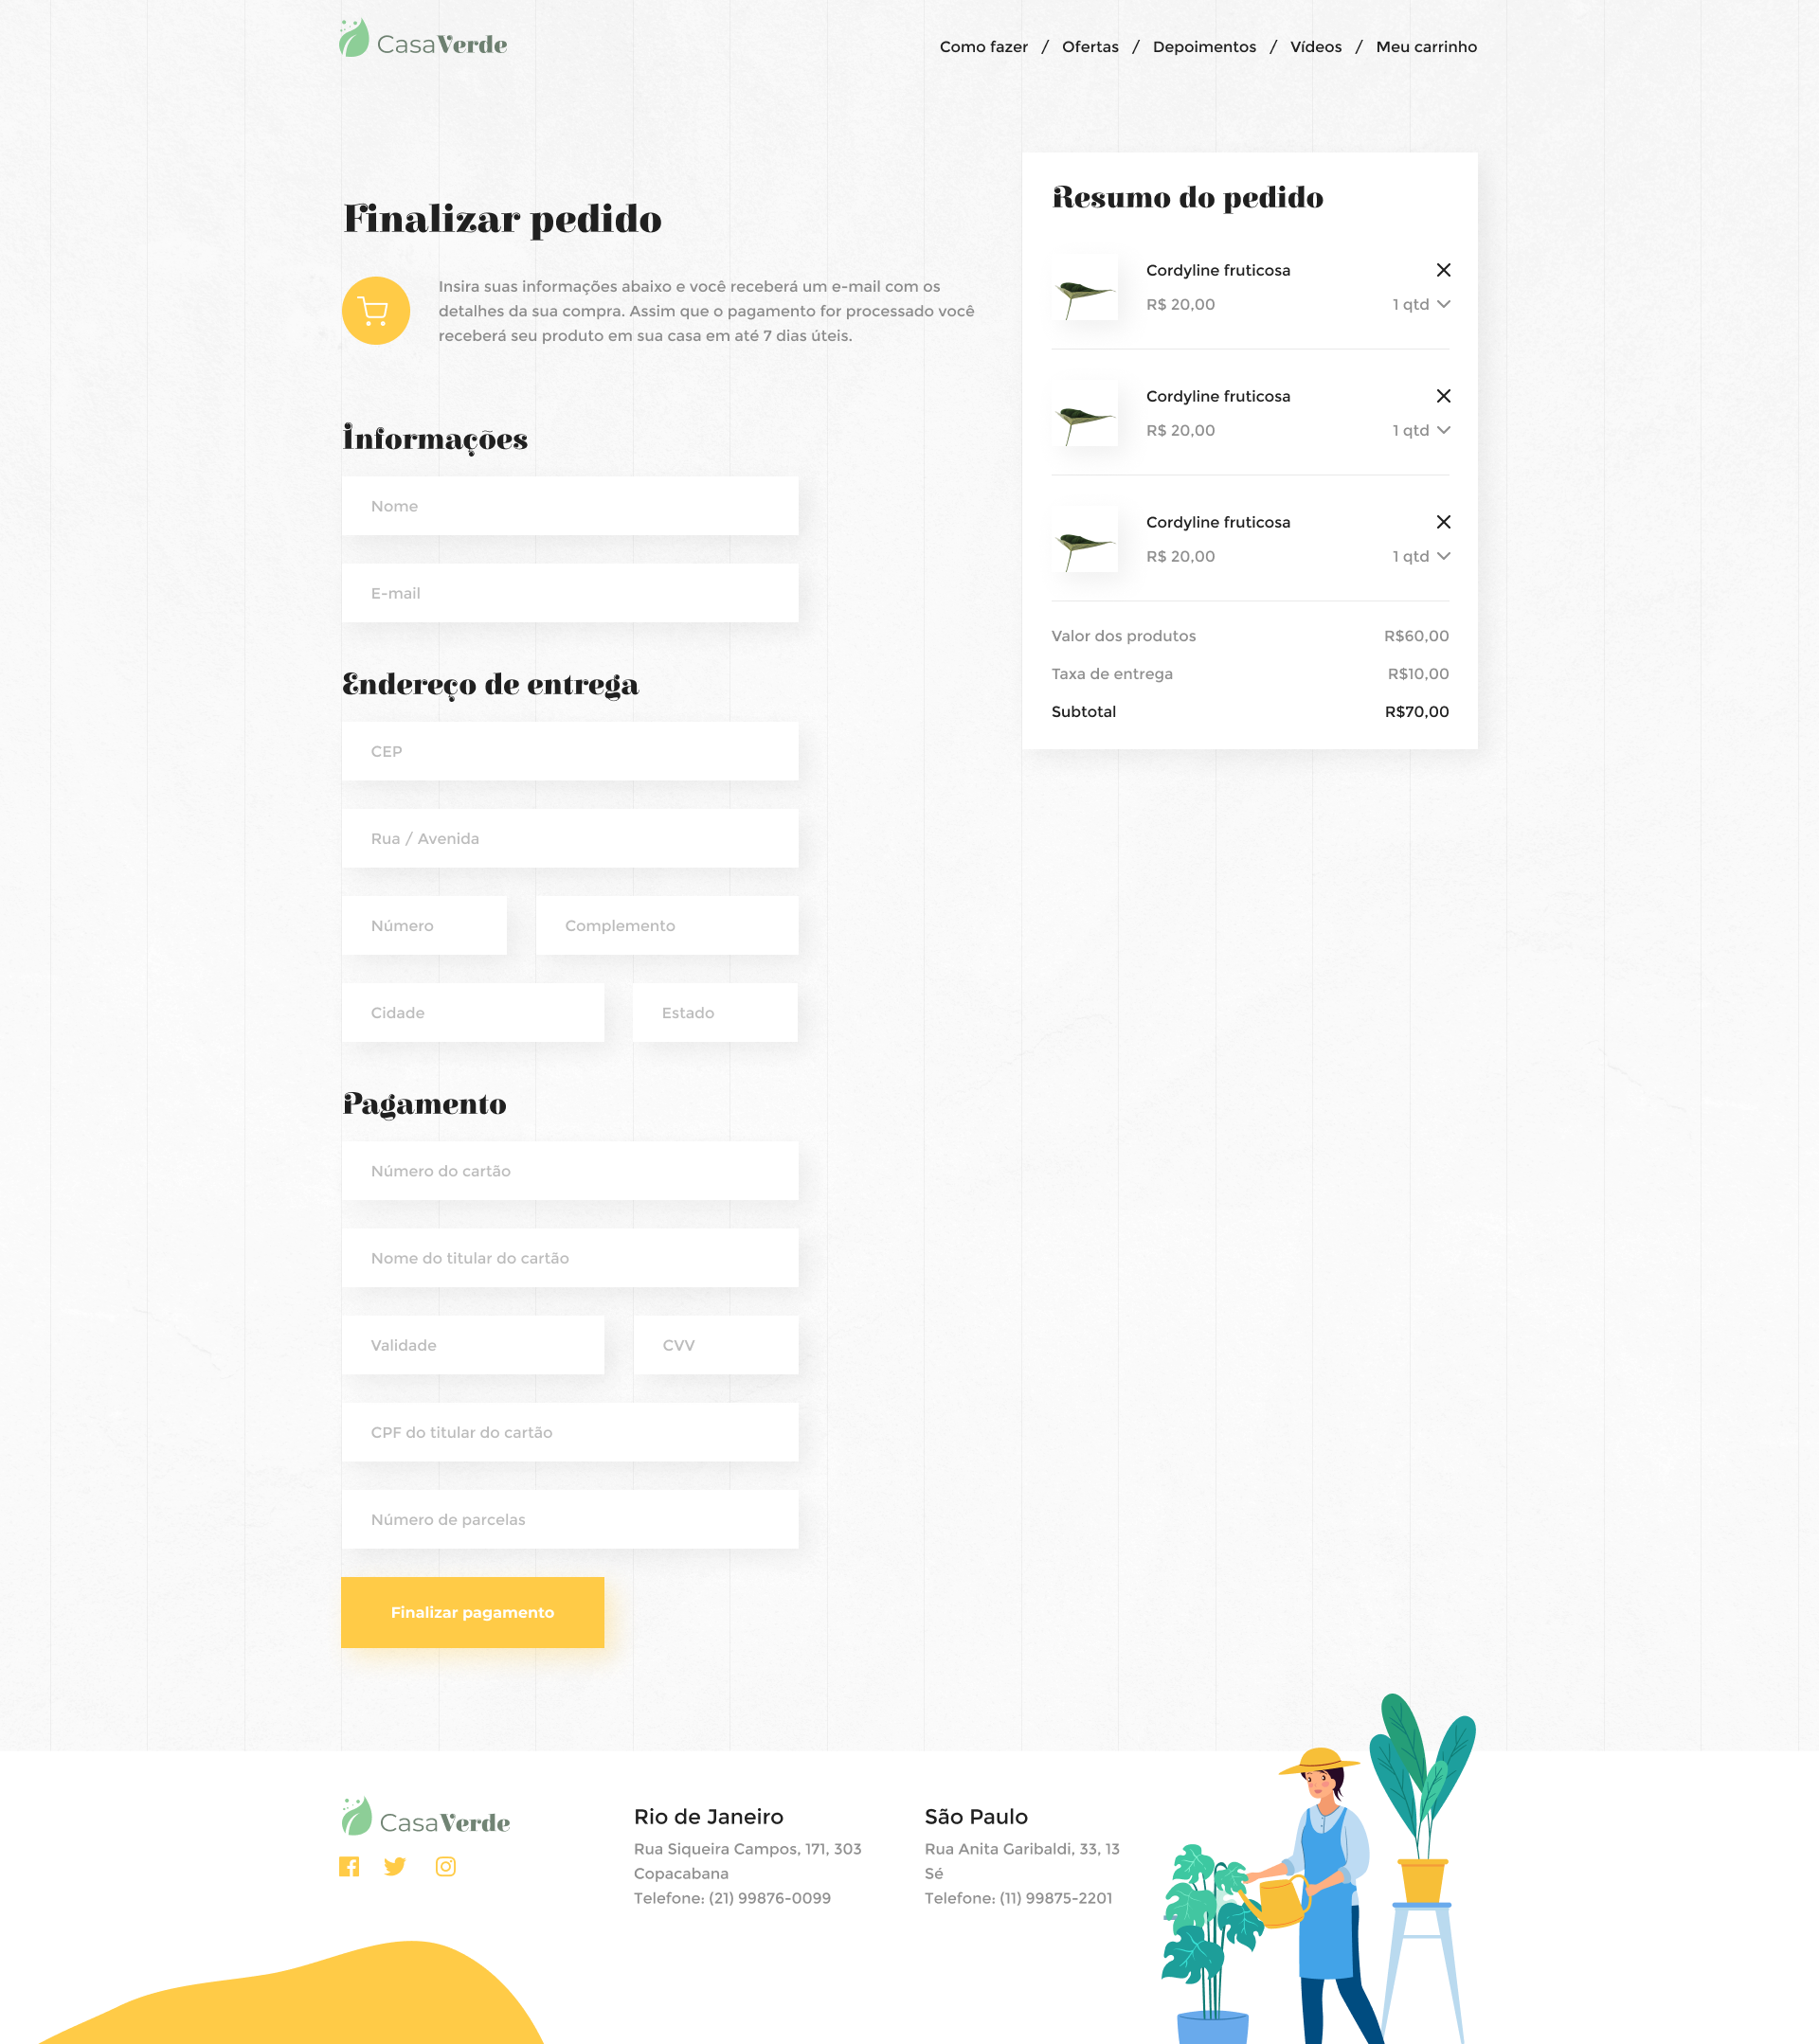 CasaVerde
Como fazer / Ofertas / Depoimentos / Vídeos / Meu carrinho
Finalizar pedido
Insira suas informações abaixo e você receberá um e-mail com os
detalhes da sua compra. Assim que o pagamento for processado você
receberá seu produto em sua casa em até 7 dias úteis.
Informações
Nome
E-mail
Endereço de entrega
CEP
Rua / Avenida
Número
Complemento
Cidade
Estado
Pagamento
Número do cartão
Nome do titular do cartão
Validade
CVV
CPF do titular do cartão
Número de parcelas
Finalizar pagamento
Resumo do pedido
Cordyline fruticosa
R$ 20,00
1 qtd
Cordyline fruticosa
R$ 20,00
1 qtd
Cordyline fruticosa
R$ 20,00
1 qtd
Valor dos produtos R$60,00
Taxa de entrega R$10,00
Subtotal R$70,00
CasaVerde
Rio de Janeiro
Rua Siqueira Campos, 171, 303
Copacabana
Telefone: (21) 99876-0099
São Paulo
Rua Anita Garibaldi, 33, 13
Sé
Telefone: (11) 99875-2201